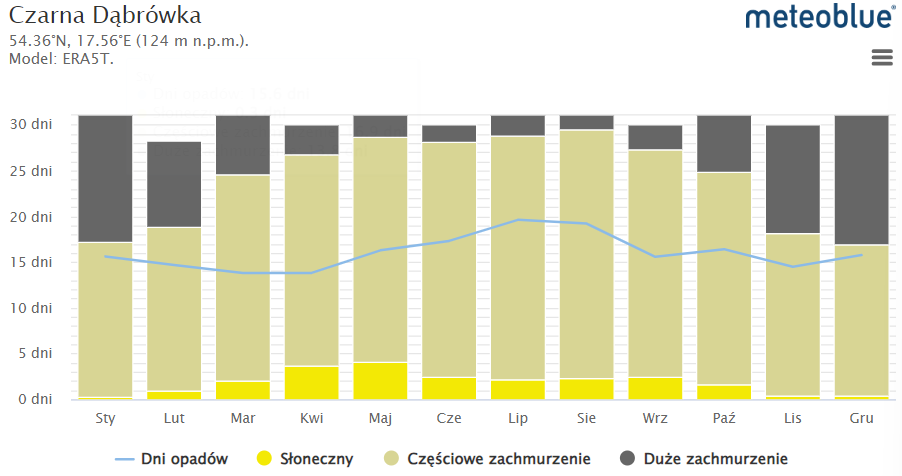 Czarna Dąbrówka
meteoblue®
54.36°N, 17.56°E (124 m n.p.m.).
Model: ERA5T.
30 dni
25 dni
20 dni
15 dni
10 dni
5 dni
0 dni
Sty Lut Mar Kwi Maj Cze Lip Sie Wrz Paź Lis Gru
Dni opadów Słoneczny Częściowe zachmurzenie Duże zachmurzenie